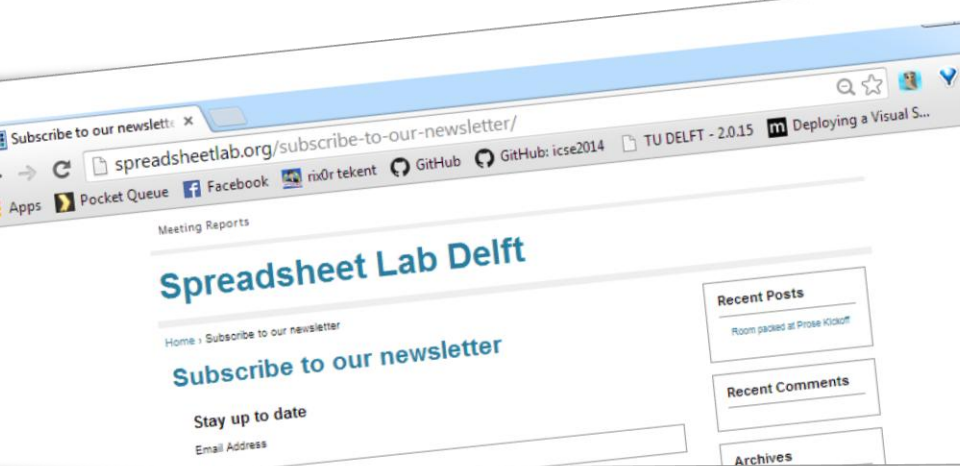 Subscribe to our newslette
spreadsheetlab.org/subscribe-to-our-newsletter/
Apps Pocket Queue Facebook rix0r tekent GitHub GitHub: icse2014 TU DELFT - 2.0.15 m Deploying a Visual S...
Meeting Reports
Spreadsheet Lab Delft
Home › Subscribe to our newsletter
Subscribe to our newsletter
Stay up to date
Email Address
Recent Posts
Room packed at Prose Kickoff
Recent Comments
Archives